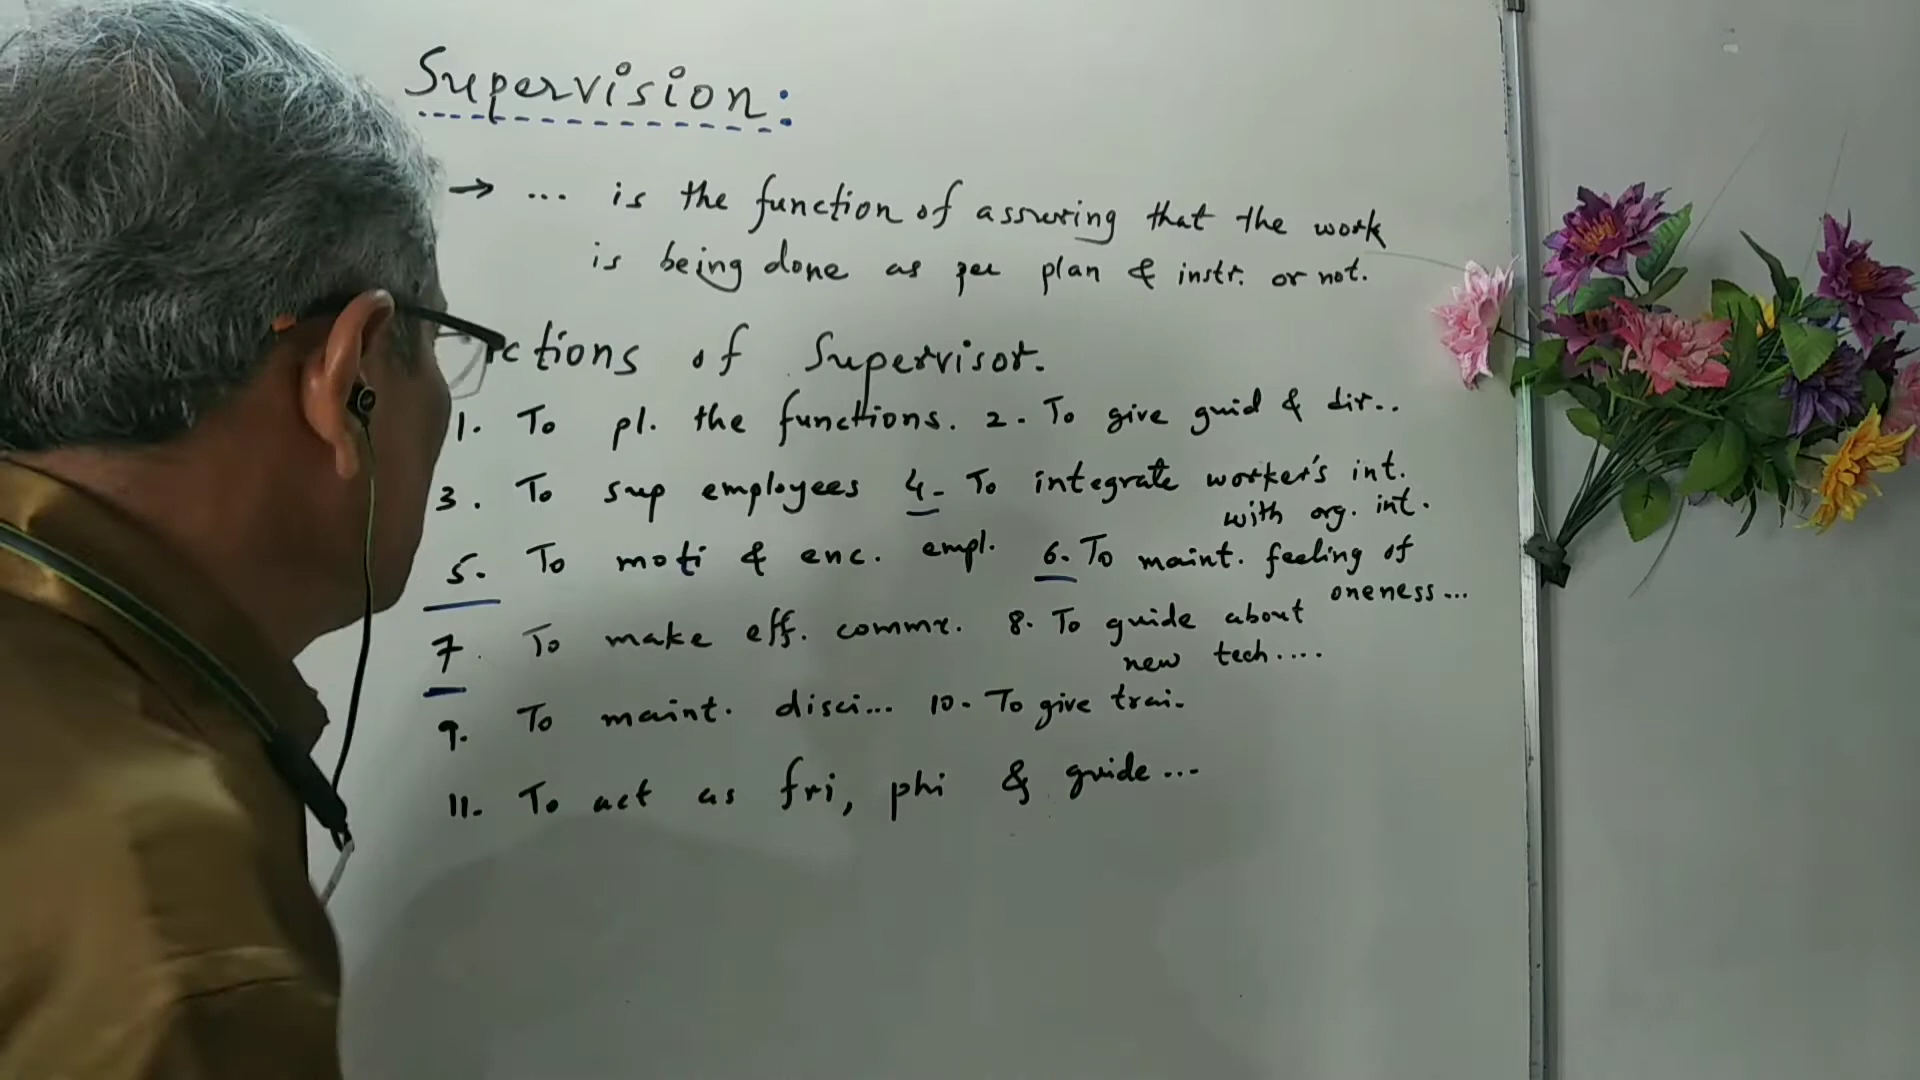 Supervision:
→ ... is the function of assuring that the work
is being done as per plan & instr. or not.
ctions of Supervisor.
1. To pl. the functions. 2. To give guid & dir..
3. To sup employees 4. To integrate worker's int.
with org. int.
5. To moti & enc. empl. 6. To maint. feeling of
oneness...
7. To make eff. commn. 8. To guide about
new tech....
9. To maint. disci... 10. To give trai.
11. To act as fri, phi & guide...